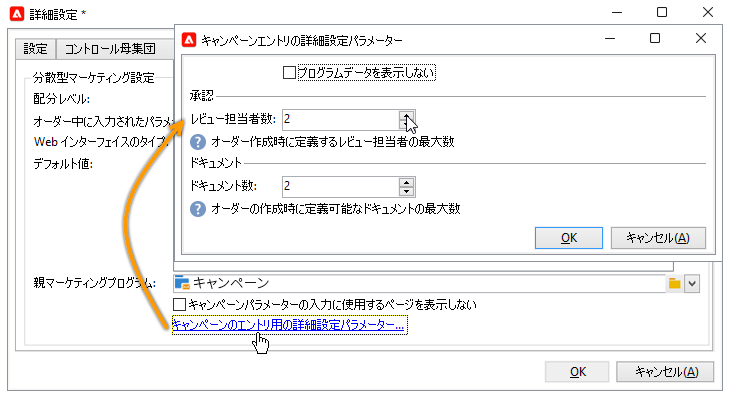 詳細設定 *
設定
コントロール母集団
分散型マーケティング設定
配分レベル:
オーダー中に入力されたパラメ
Web インターフェイスのタイプ:
デフォルト値:
キャンペーンエントリの詳細設定パラメーター
プログラムデータを表示しない
承認
レビュー担当者数: 2
オーダー作成時に定義するレビュー担当者の最大数
ドキュメント
ドキュメント数: 2
オーダーの作成時に定義可能なドキュメントの最大数
OK キャンセル(A)
親マーケティングプログラム: キャンペーン
キャンペーンパラメーターの入力に使用するページを表示しない
キャンペーンのエントリ用の詳細設定パラメーター...
OK キャンセル(A)